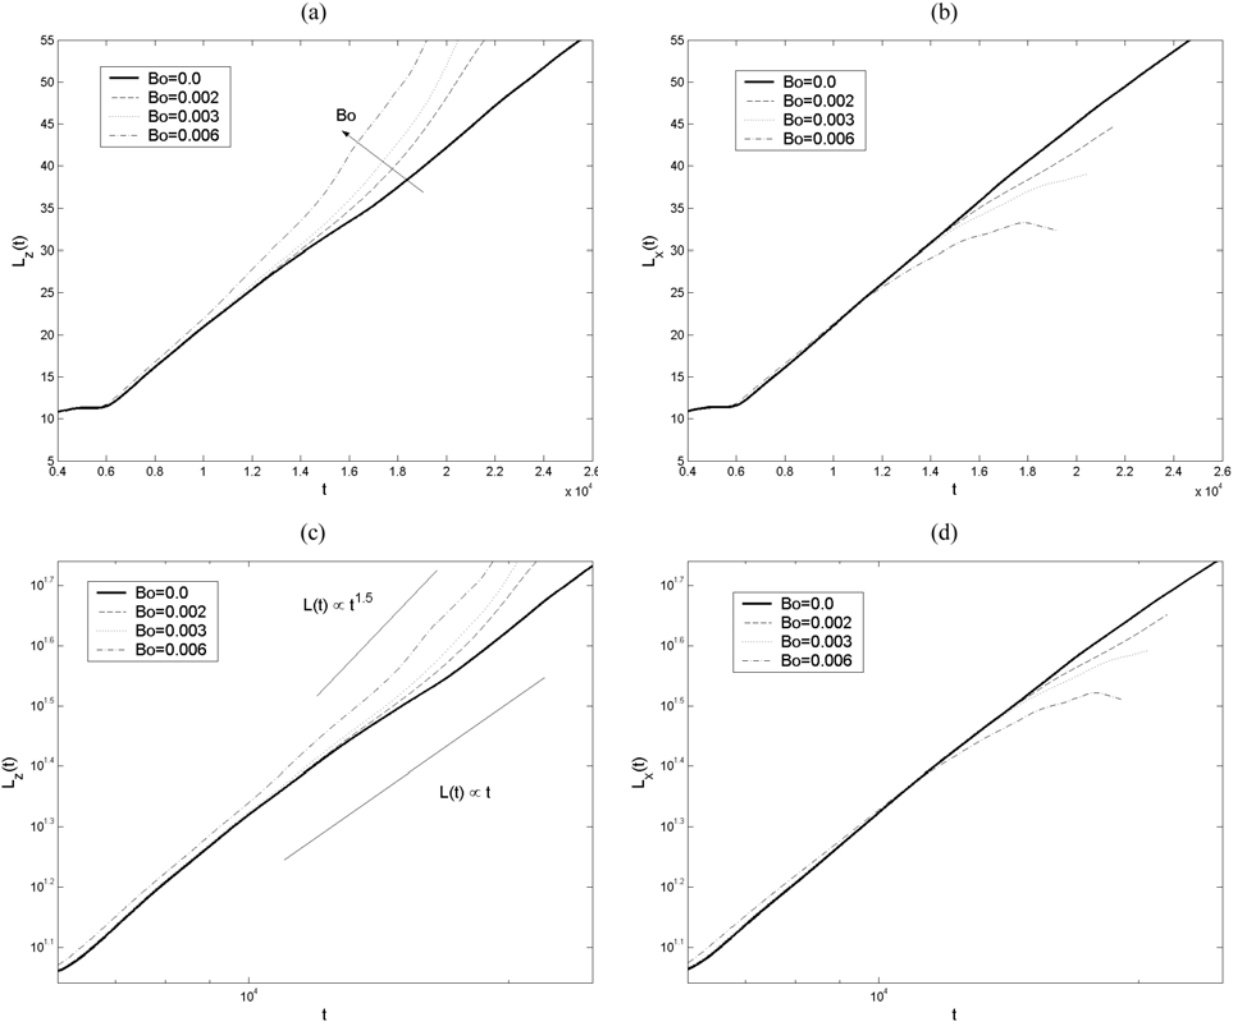 (a)
55
50
45
40
35
30
25
20
15
10
5
L_z(t)
Bo=0.0
Bo=0.002
Bo=0.003
Bo=0.006
Bo
0.4 0.6 0.8 1 1.2 1.4 1.6 1.8 2 2.2 2.4 2.6
t
x 10^4
(b)
55
50
45
40
35
30
25
20
15
10
5
L_x(t)
Bo=0.0
Bo=0.002
Bo=0.003
Bo=0.006
0.4 0.6 0.8 1 1.2 1.4 1.6 1.8 2 2.2 2.4 2.6
t
x 10^4
(c)
10^1.7
10^1.6
10^1.5
10^1.4
10^1.3
10^1.2
10^1.1
L_z(t)
Bo=0.0
Bo=0.002
Bo=0.003
Bo=0.006
L(t) ∝ t^1.5
L(t) ∝ t
10^4
t
(d)
10^1.7
10^1.6
10^1.5
10^1.4
10^1.3
10^1.2
10^1.1
L_x(t)
Bo=0.0
Bo=0.002
Bo=0.003
Bo=0.006
10^4
t